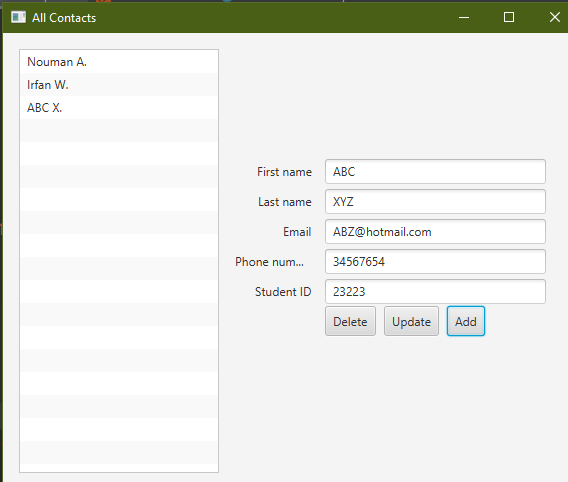 All Contacts
Nouman A.
Irfan W.
ABC X.
First name ABC
Last name XYZ
Email ABZ@hotmail.com
Phone num... 34567654
Student ID 23223
Delete Update Add